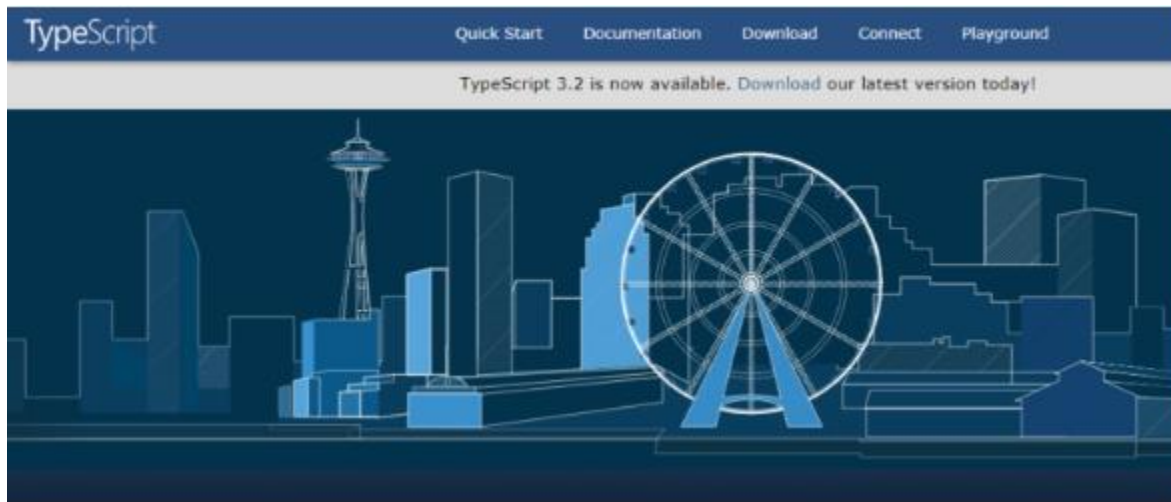 TypeScript Quick Start Documentation Download Connect Playground
TypeScript 3.2 is now available. Download our latest version today!